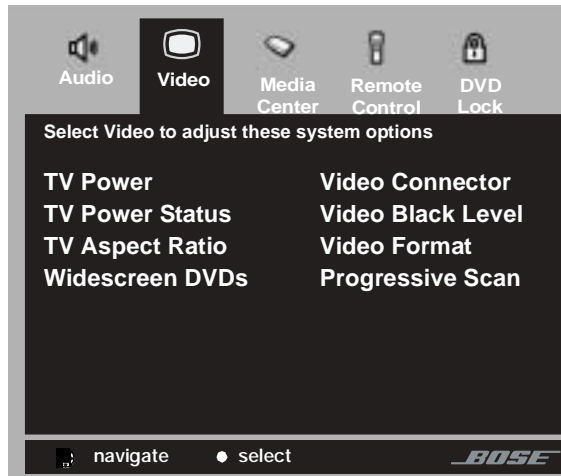 Audio
Video
Media
Center
Remote
Control
DVD
Lock
Select Video to adjust these system options
TV Power
TV Power Status
TV Aspect Ratio
Widescreen DVDs
Video Connector
Video Black Level
Video Format
Progressive Scan
navigate
select
BOSE